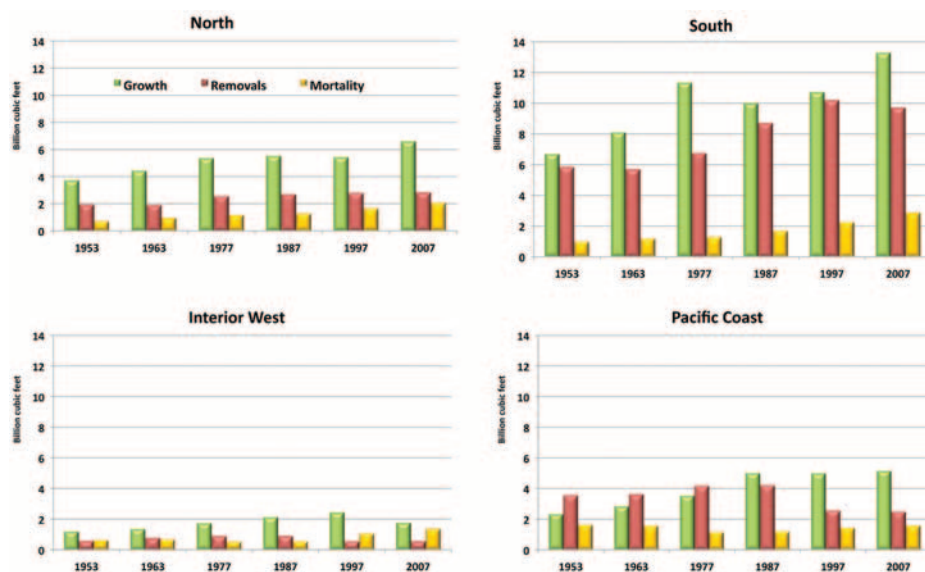 North
14
12
10
8
6
4
2
0
Billion cubic feet
Growth Removals Mortality
1953 1963 1977 1987 1997 2007
South
14
12
10
8
6
4
2
0
Billion cubic feet
1953 1963 1977 1987 1997 2007
Interior West
14
12
10
8
6
4
2
0
Billion cubic feet
1953 1963 1977 1987 1997 2007
Pacific Coast
14
12
10
8
6
4
2
0
Billion cubic feet
1953 1963 1977 1987 1997 2007